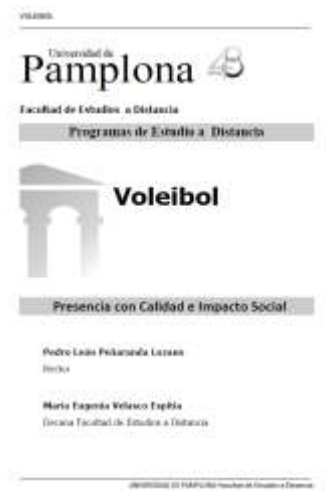 VOLEIBOL
Universidad de
Pamplona
Facultad de Estudios a Distancia
Programas de Estudio a Distancia
Voleibol
Presencia con Calidad e Impacto Social
Pedro León Peñaranda Lozano
Rector
María Eugenia Velasco Espitia
Decana Facultad de Estudios a Distancia
UNIVERSIDAD DE PAMPLONA-Facultad de Estudios a Distancia